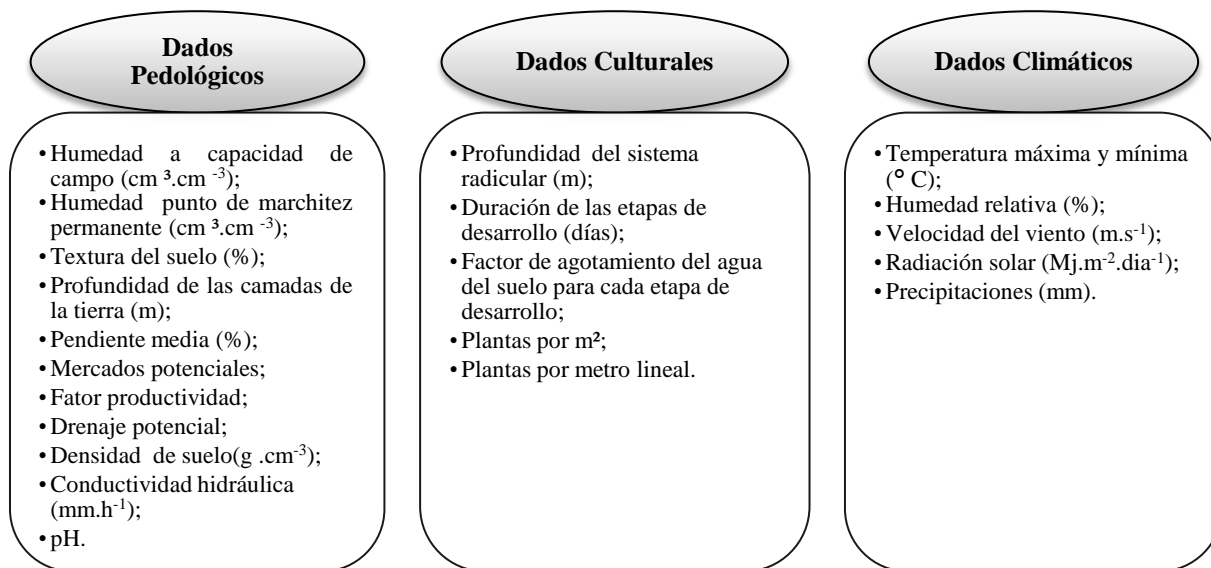 Dados
Pedológicos
•Humedad a capacidad de
campo (cm ³.cm ⁻³);
•Humedad punto de marchitez
permanente (cm ³.cm ⁻³);
•Textura del suelo (%);
•Profundidad de las camadas de
la tierra (m);
•Pendiente media (%);
•Mercados potenciales;
•Fator productividad;
•Drenaje potencial;
•Densidad de suelo(g .cm⁻³);
•Conductividad hidráulica
(mm.h⁻¹);
•pH.
Dados Culturales
•Profundidad del sistema
radicular (m);
•Duración de las etapas de
desarrollo (días);
•Factor de agotamiento del agua
del suelo para cada etapa de
desarrollo;
•Plantas por m²;
•Plantas por metro lineal.
Dados Climáticos
•Temperatura máxima y mínima
(° C);
•Humedad relativa (%);
•Velocidad del viento (m.s⁻¹);
•Radiación solar (Mj.m⁻².dia⁻¹);
•Precipitaciones (mm).